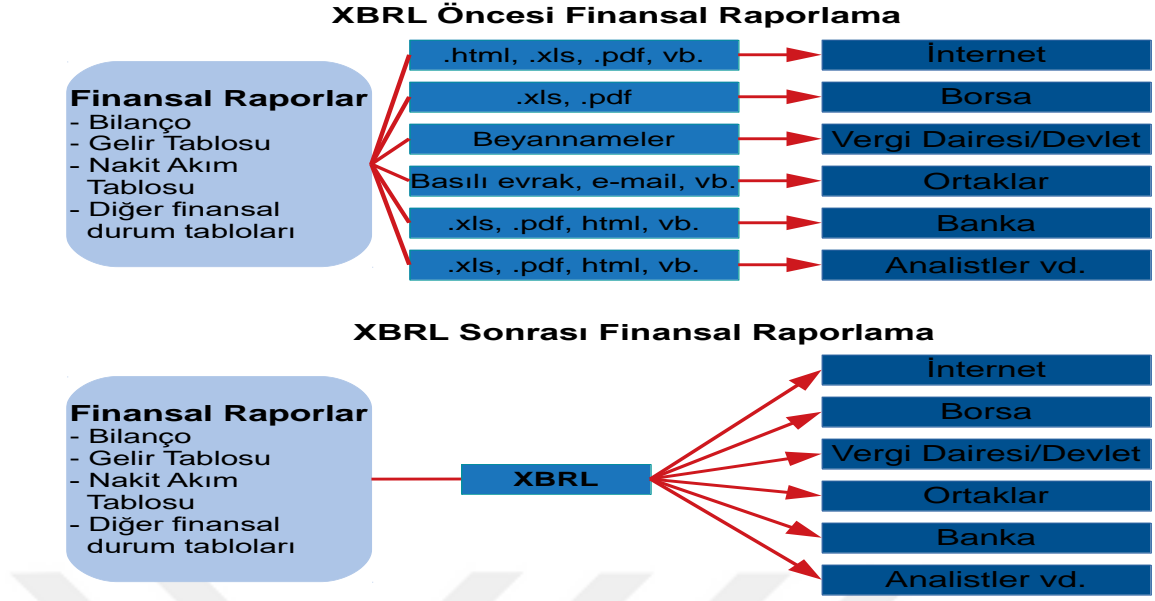 XBRL Öncesi Finansal Raporlama
Finansal Raporlar
- Bilanço
- Gelir Tablosu
- Nakit Akım
Tablosu
- Diğer finansal
durum tabloları
.html, .xls, .pdf, vb.
İnternet
.xls, .pdf
Borsa
Beyannameler
Vergi Dairesi/Devlet
Basılı evrak, e-mail, vb.
Ortaklar
.xls, .pdf, html, vb.
Banka
.xls, .pdf, html, vb.
Analistler vd.
XBRL Sonrası Finansal Raporlama
Finansal Raporlar
- Bilanço
- Gelir Tablosu
- Nakit Akım
Tablosu
- Diğer finansal
durum tabloları
XBRL
İnternet
Borsa
Vergi Dairesi/Devlet
Ortaklar
Banka
Analistler vd.